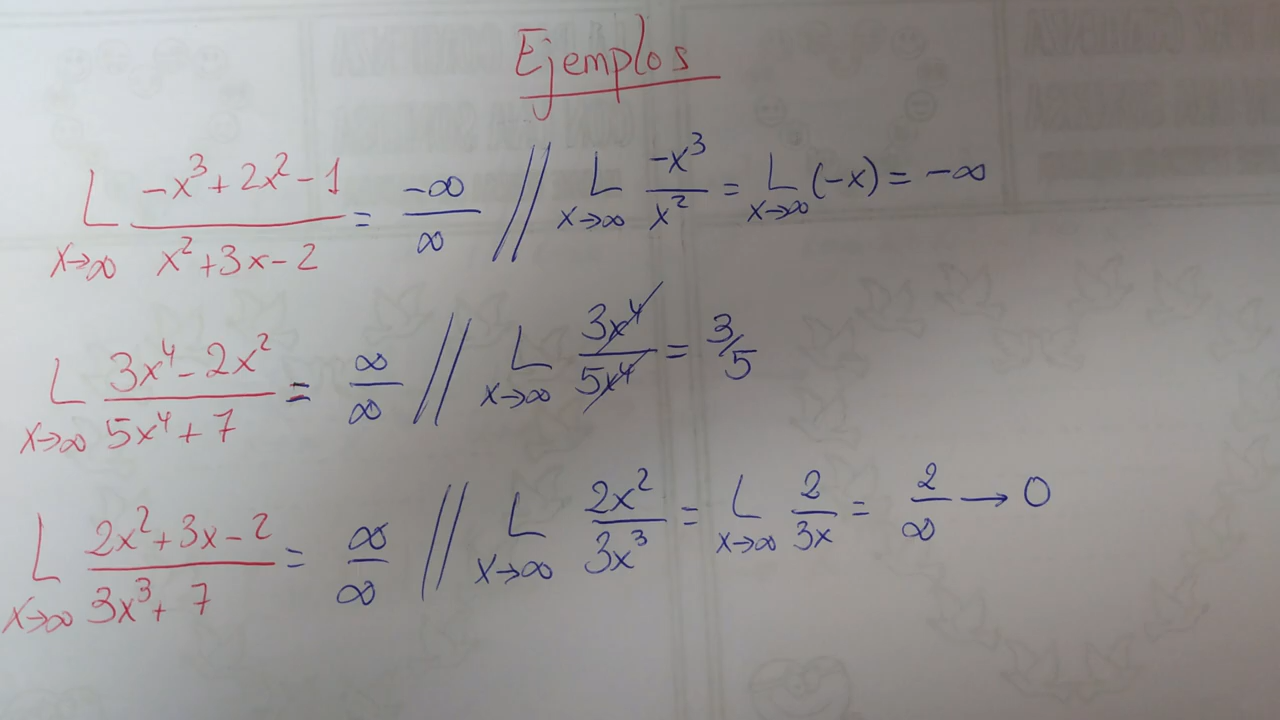 Ejemplos
L x→∞ (-x³+2x²-1)/(x²+3x-2) = -∞/∞ // L x→∞ -x³/x² = L x→∞ (-x) = -∞
L x→∞ (3x⁴-2x²)/(5x⁴+7) = ∞/∞ // L x→∞ 3x⁴/5x⁴ = 3/5
L x→∞ (2x²+3x-2)/(3x³+7) = ∞/∞ // L x→∞ 2x²/3x³ = L x→∞ 2/3x = 2/∞ → 0